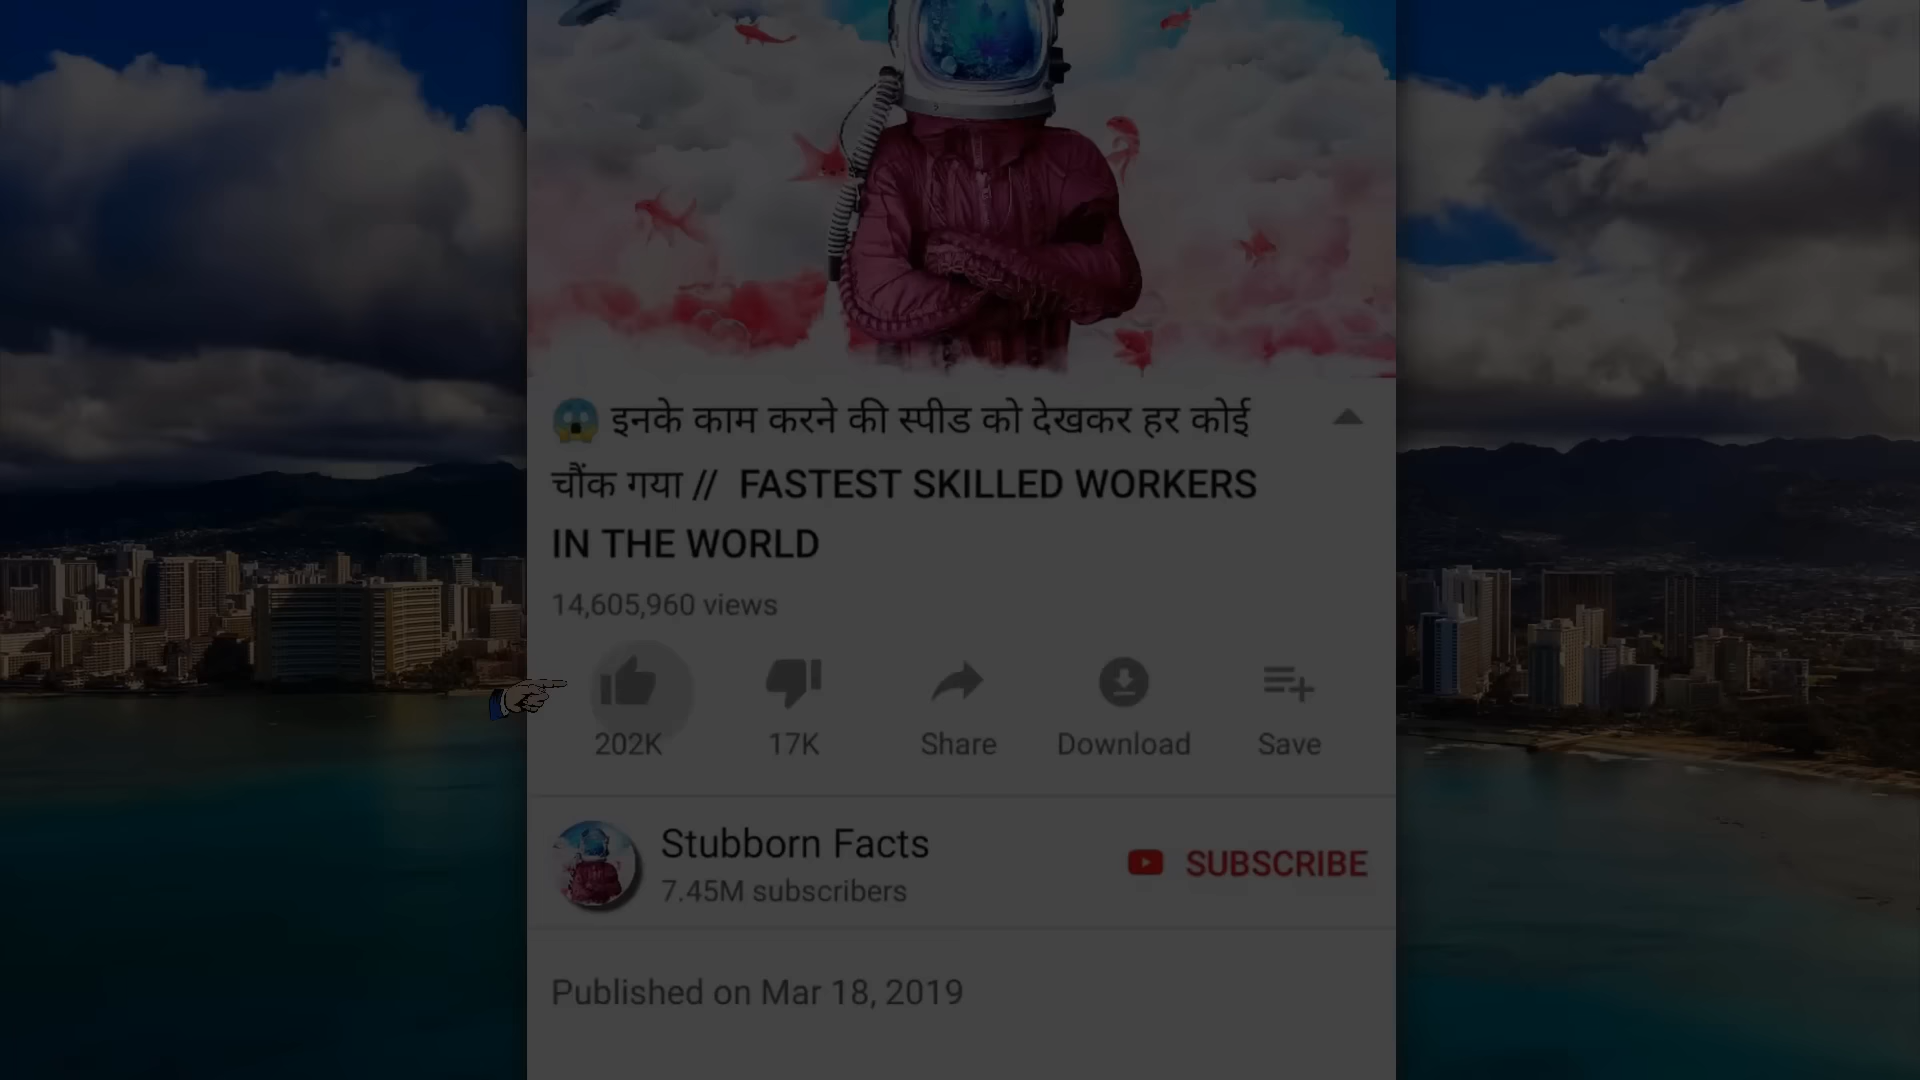 😱 इनके काम करने की स्पीड को देखकर हर कोई
चौंक गया // FASTEST SKILLED WORKERS
IN THE WORLD
14,605,960 views
202K 17K Share Download Save
Stubborn Facts
7.45M subscribers
SUBSCRIBE
Published on Mar 18, 2019